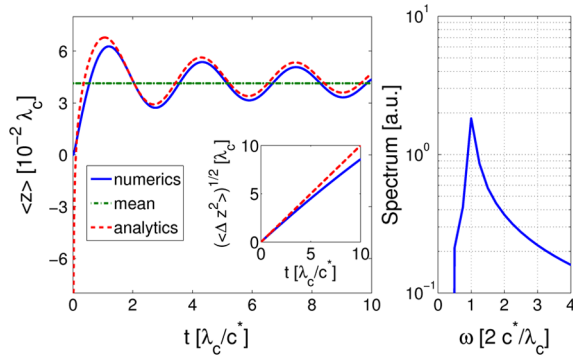 <z> [10⁻² λc]
6
3
0
−3
−6
numerics
mean
analytics
0 2 4 6 8 10
t [λc/c*]
(<Δ z²>)^1/2 [λc]
10
5
0
0 5 10
t [λc/c*]
Spectrum [a.u.]
10¹
10⁰
10⁻¹
0 1 2 3 4
ω [2 c*/λc]